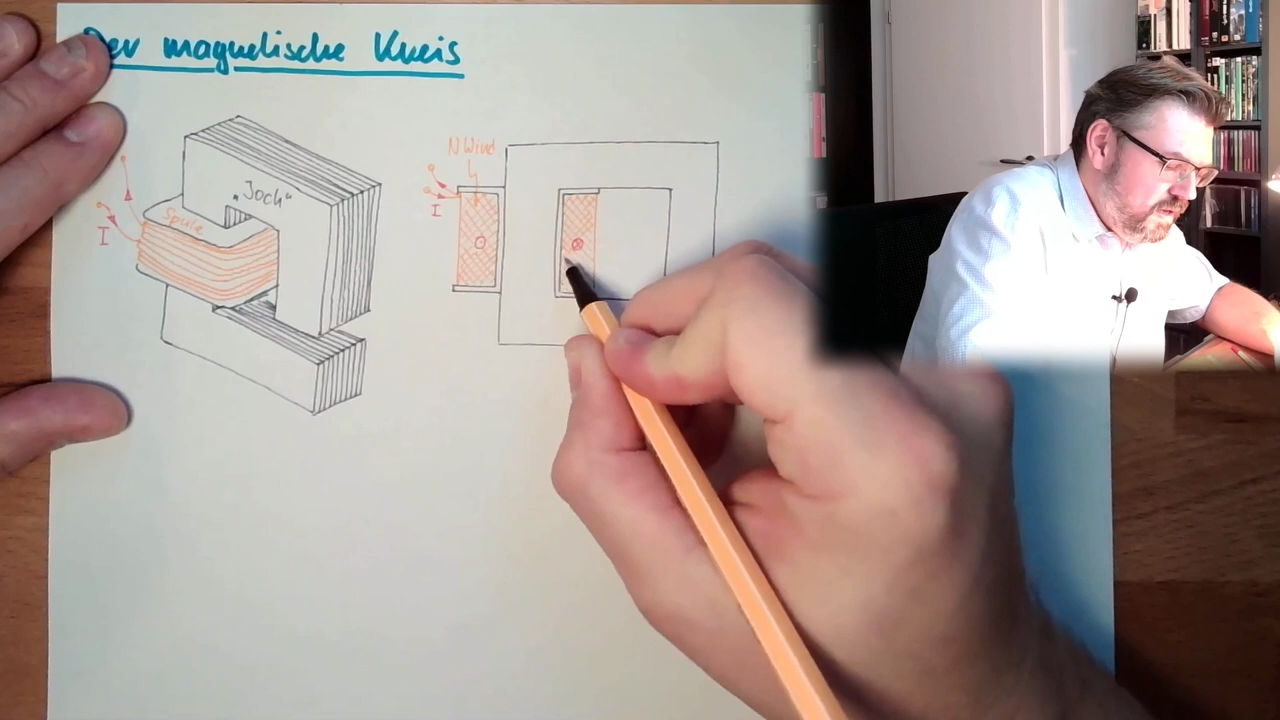 Der magnetische Kreis
N Wind
"Joch"
Spule
I
I